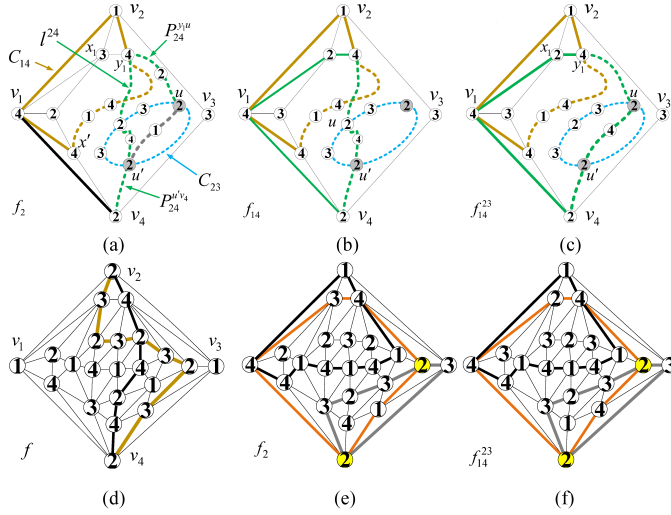 1 v₂
P₂₄^{y₁u}
l²⁴
x₁ 3 4
y₁
C₁₄
2
v₁
u
2
v₃
4 2 1 4 3 3
2 1
x' 4 3 4
2
u'
C₂₃
P₂₄^{u'v₄}
f₂
2 v₄
(a)
1 v₂
2 4
v₁
v₃
4 3 1 4 3 2 3
u 2
4 3 4
2
u'
f₁₄
2 v₄
(b)
1 v₂
x₁ 2 4
y₁
u
v₁
v₃
4 3 1 4 3 2 3
2
4 3 4
2
u'
f₁₄²³
2 v₄
(c)
2 v₂
3 4
v₁
v₃
2 3 2
2 3
1 4 1 4 2 1
4 1
3 2 3
4
f
2 v₄
(d)
1
3 4
2 3 2
2 1
4 4 1 4 2 3
4 3
3 2 1
4
f₂
2
(e)
1
2 4
3 2 3
3 1
4 4 1 4 2 3
1 3
3 2 4
1
f₁₄²³
2
(f)